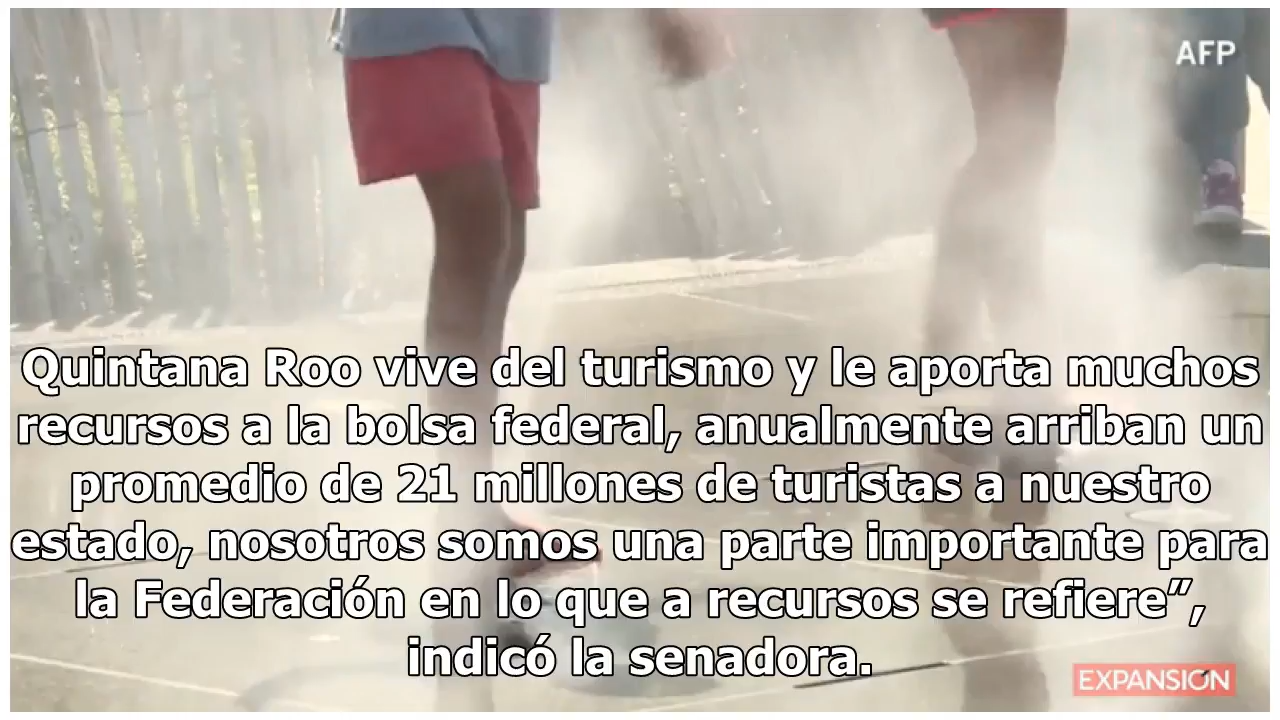 AFP
Quintana Roo vive del turismo y le aporta muchos
recursos a la bolsa federal, anualmente arriban un
promedio de 21 millones de turistas a nuestro
estado, nosotros somos una parte importante para
la Federación en lo que a recursos se refiere”,
indicó la senadora.
EXPANSIÓN